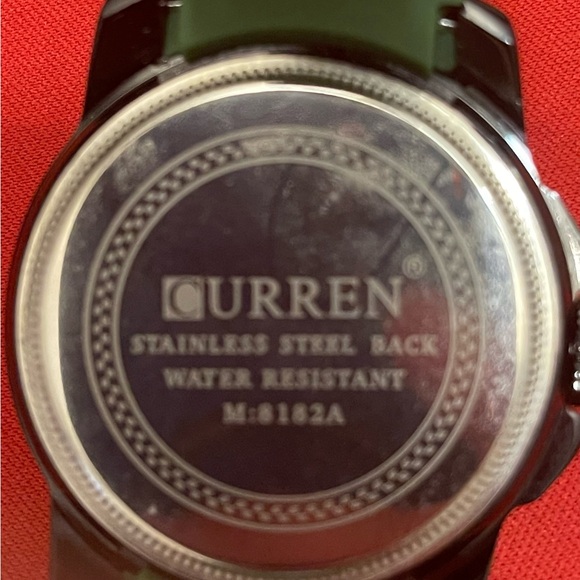 CURREN®
STAINLESS STEEL BACK
WATER RESISTANT
M:8182A